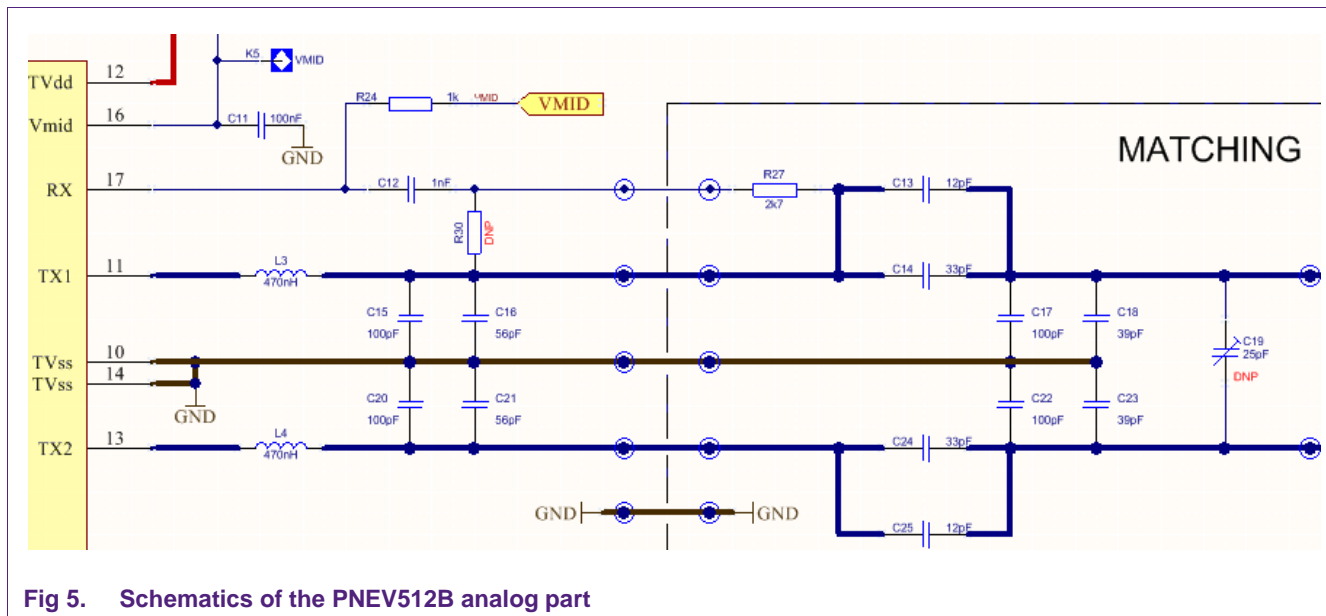 K5
VMID
TVdd
12
R24
1k
VMID
VMID
Vmid
16
C11
100nF
GND
MATCHING
RX
17
C12
1nF
R27
2k7
C13
12pF
R30
DNP
TX1
11
L3
470nH
C14
33pF
C15
100pF
C16
56pF
C17
100pF
C18
39pF
C19
25pF
DNP
TVss
10
TVss
14
GND
C20
100pF
C21
56pF
C22
100pF
C23
39pF
TX2
13
L4
470nH
C24
33pF
GND
GND
C25
12pF
Fig 5. Schematics of the PNEV512B analog part